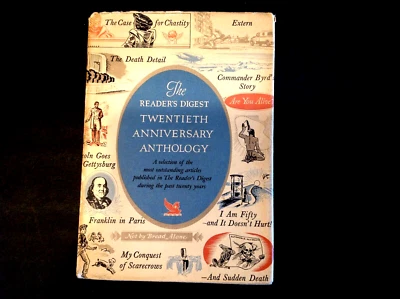 The Case for Chastity
Extern
The Death Detail
Commander Byrd's
Story
Are You Alive?
The
READER'S DIGEST
TWENTIETH
ANNIVERSARY
ANTHOLOGY
A selection of the
most outstanding articles
published in The Reader's Digest
during the past twenty years
oln Goes
Gettysburg
Franklin in Paris
I Am Fifty
—and It Doesn't Hurt!
Not by Bread Alone
My Conquest
of Scarecrows
—And Sudden Death